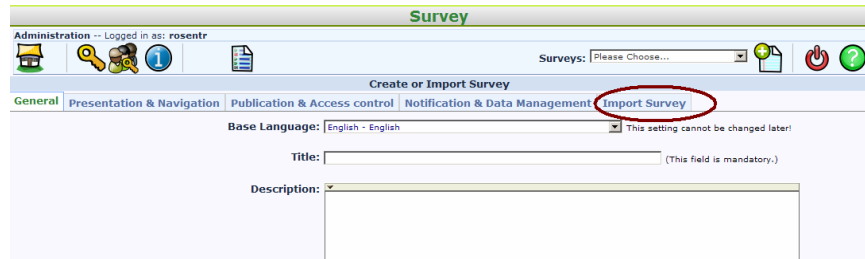 Survey
Administration -- Logged in as: rosentr
Surveys: Please Choose...
Create or Import Survey
General Presentation & Navigation Publication & Access control Notification & Data Management Import Survey
Base Language: English - English This setting cannot be changed later!
Title: (This field is mandatory.)
Description: